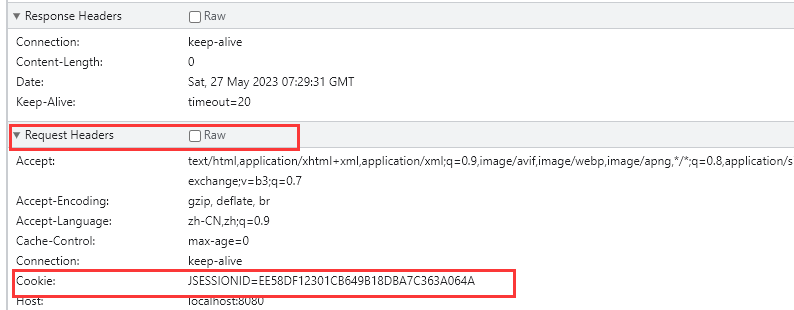 ▼ Response Headers Raw
Connection: keep-alive
Content-Length: 0
Date: Sat, 27 May 2023 07:29:31 GMT
Keep-Alive: timeout=20
▼ Request Headers Raw
Accept: text/html,application/xhtml+xml,application/xml;q=0.9,image/avif,image/webp,image/apng,*/*;q=0.8,application/s
exchange;v=b3;q=0.7
Accept-Encoding: gzip, deflate, br
Accept-Language: zh-CN,zh;q=0.9
Cache-Control: max-age=0
Connection: keep-alive
Cookie: JSESSIONID=EE58DF12301CB649B18DBA7C363A064A
Host: localhost:8080